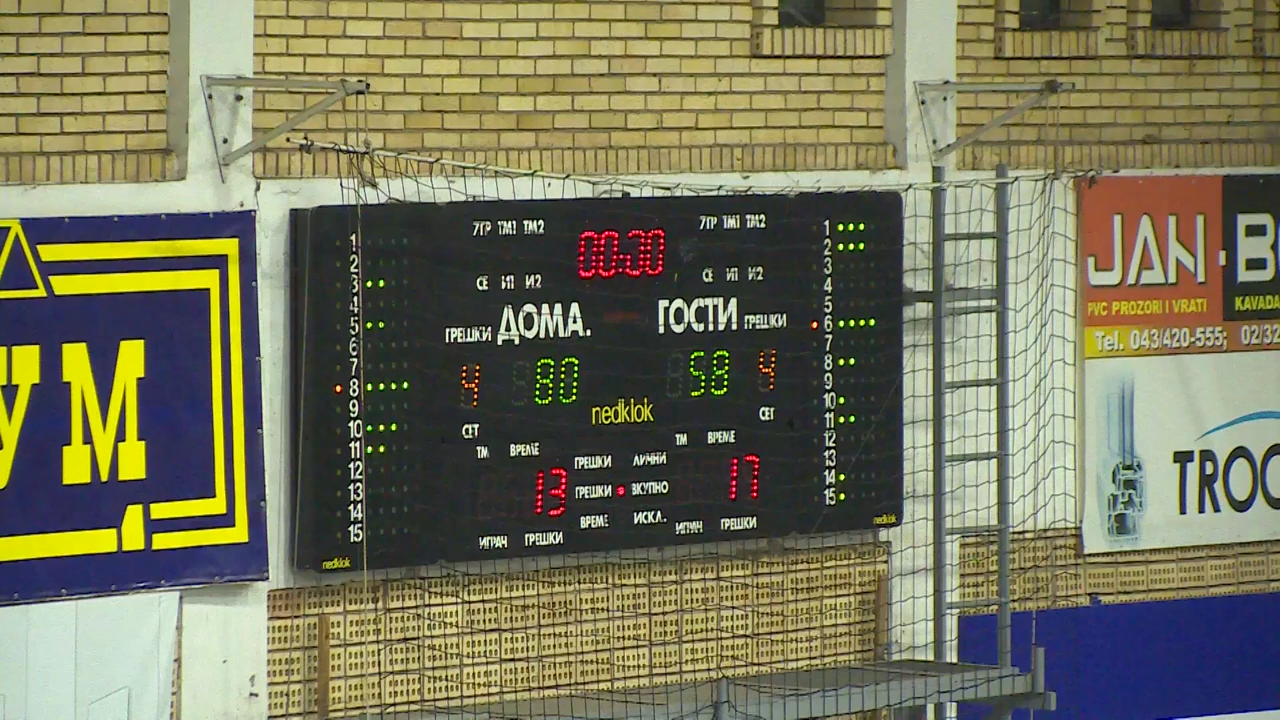 УМ
7ГР ТМ1 ТМ2
00:30
7ГР ТМ1 ТМ2
СЕ И1 И2
СЕ И1 И2
ГРЕШКИ ДОМА.
ГОСТИ ГРЕШКИ
4 80
58 4
nedklok
СЕТ
СЕТ
ТМ ВРЕМЕ
ТМ ВРЕМЕ
ГРЕШКИ ЛИЧНИ
13 ГРЕШКИ ВКУПНО 17
ВРЕМЕ ИСКЛ.
ИГРАЧ ГРЕШКИ
ИГРАЧ ГРЕШКИ
nedklok
nedklok
1
2
3
4
5
6
7
8
9
10
11
12
13
14
15
1
2
3
4
5
6
7
8
9
10
11
12
13
14
15
JAN·B
PVC PROZORI I VRATI
KAVADA
Tel. 043/420-555; 02/32
TROC